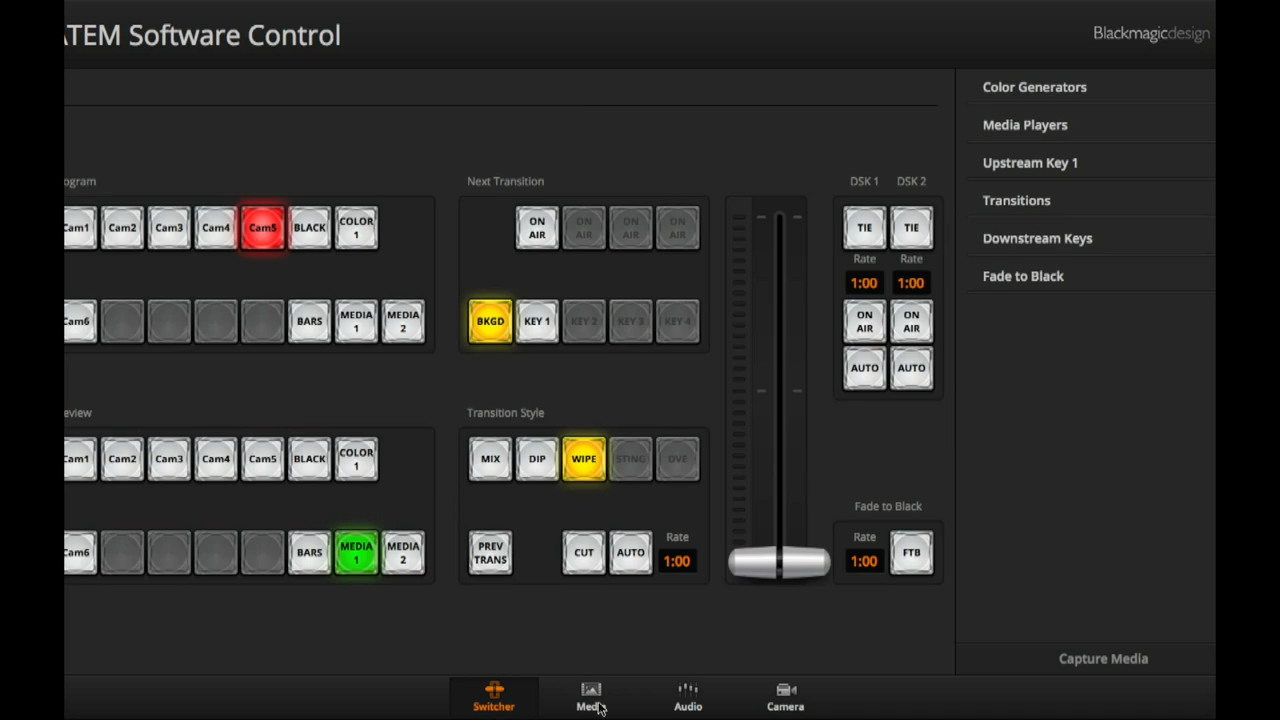 ATEM Software Control
Blackmagicdesign
Color Generators
Media Players
Upstream Key 1
Transitions
Downstream Keys
Fade to Black
ogram
Next Transition
DSK 1 DSK 2
Cam1 Cam2 Cam3 Cam4 Cam5 BLACK COLOR 1
ON AIR ON AIR ON AIR ON AIR
TIE TIE
Rate Rate
1:00 1:00
Cam6 BARS MEDIA 1 MEDIA 2
BKGD KEY 1 KEY 2 KEY 3 KEY 4
ON AIR ON AIR
AUTO AUTO
eview
Transition Style
Cam1 Cam2 Cam3 Cam4 Cam5 BLACK COLOR 1
MIX DIP WIPE STING DVE
Fade to Black
Cam6 BARS MEDIA 1 MEDIA 2
PREV TRANS CUT AUTO
Rate
1:00
Rate
1:00
FTB
Capture Media
Switcher Media Audio Camera